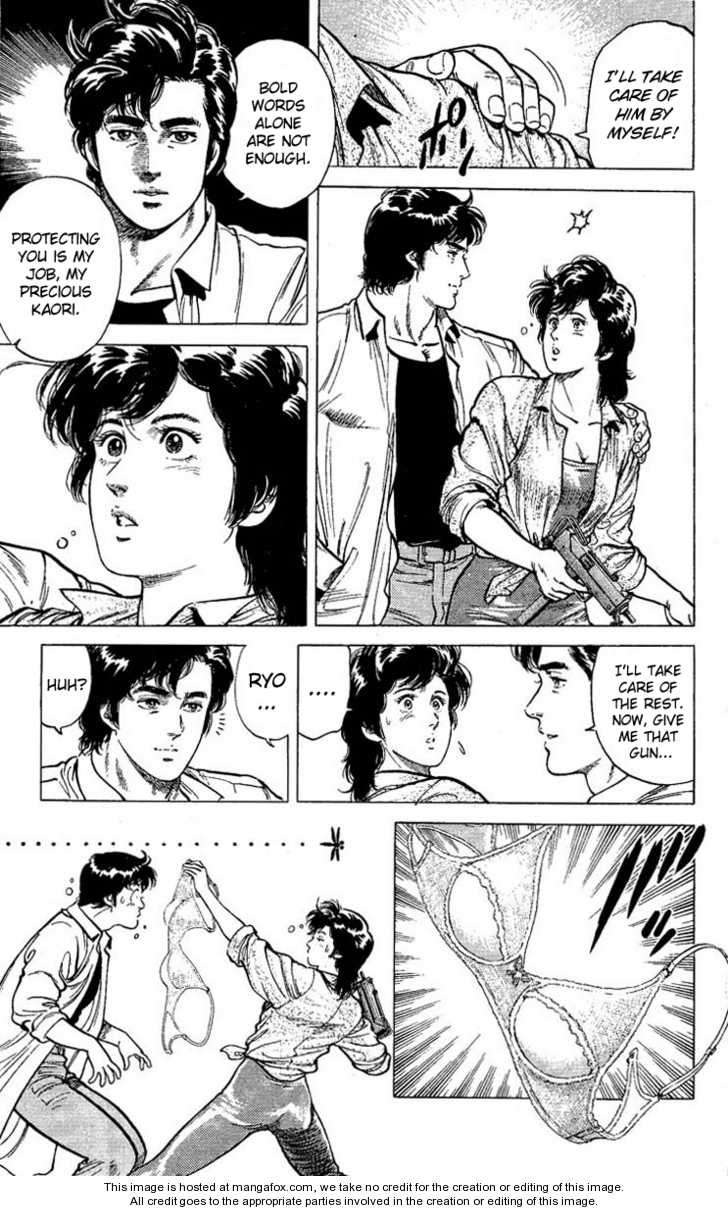 I'LL TAKE
CARE OF
HIM BY
MYSELF!
BOLD
WORDS
ALONE
ARE NOT
ENOUGH.
PROTECTING
YOU IS MY
JOB, MY
PRECIOUS
KAORI.
I'LL TAKE
CARE OF
THE REST.
NOW, GIVE
ME THAT
GUN...
....
RYO
...
HUH?
This image is hosted at mangafox.com, we take no credit for the creation or editing of this image.
All credit goes to the appropriate parties involved in the creation or editing of this image.